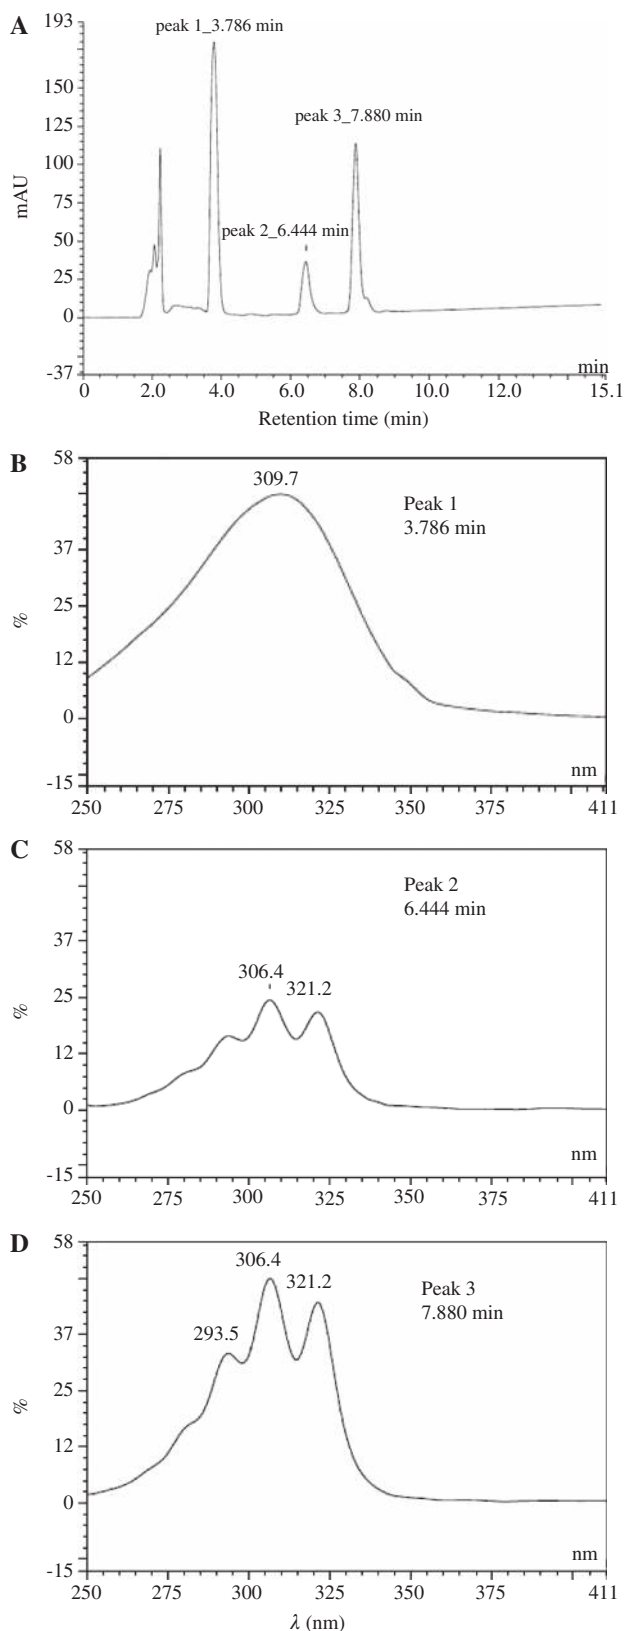 A
193
150
125
100
75
50
25
0
-37
mAU
peak 1_3.786 min
peak 3_7.880 min
peak 2_6.444 min
min
0 2.0 4.0 6.0 8.0 10.0 12.0 15.1
Retention time (min)
B
58
37
25
12
0
-15
%
309.7
Peak 1
3.786 min
nm
250 275 300 325 350 375 411
C
58
37
25
12
0
-15
%
306.4
321.2
Peak 2
6.444 min
nm
250 275 300 325 350 375 411
D
58
37
25
12
0
-15
%
293.5
306.4
321.2
Peak 3
7.880 min
nm
250 275 300 325 350 375 411
λ (nm)